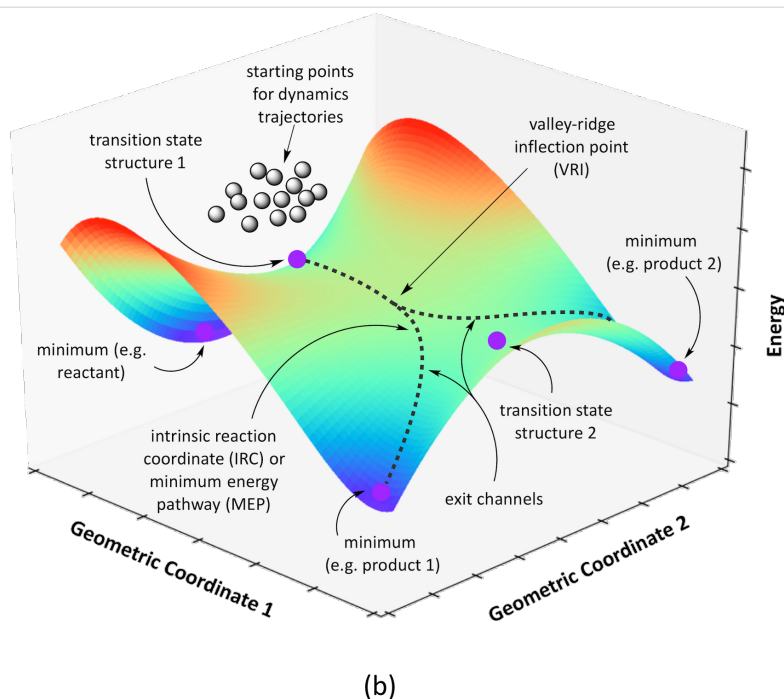 starting points
for dynamics
trajectories
transition state
structure 1
valley-ridge
inflection point
(VRI)
minimum
(e.g. product 2)
Energy
minimum (e.g.
reactant)
transition state
structure 2
intrinsic reaction
coordinate (IRC) or
minimum energy
pathway (MEP)
exit channels
minimum
(e.g. product 1)
Geometric Coordinate 1
Geometric Coordinate 2
(b)